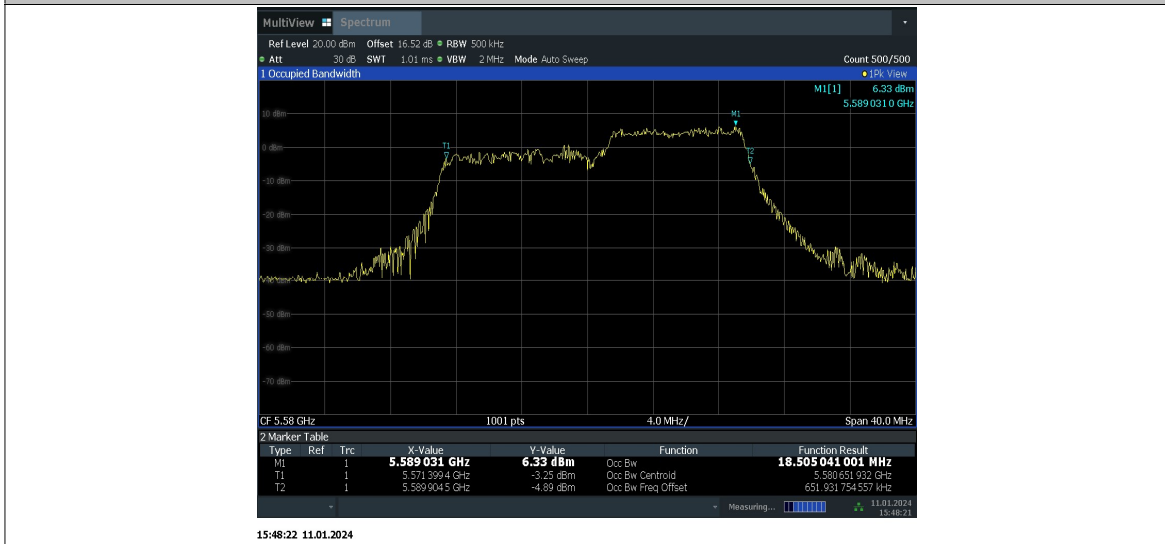 MultiView Spectrum
Ref Level 20.00 dBm Offset 16.52 dB RBW 500 kHz
Att 30 dB SWT 1.01 ms VBW 2 MHz Mode Auto Sweep Count 500/500
1 Occupied Bandwidth 1Pk View
M1[1] 6.33 dBm
5.5890310 GHz
10 dBm
M1
0 dBm
T1
T2
-10 dBm
-20 dBm
-30 dBm
-50 dBm
-60 dBm
-70 dBm
CF 5.58 GHz 1001 pts 4.0 MHz/ Span 40.0 MHz
2 Marker Table
Type Ref Trc X-Value Y-Value Function Function Result
M1 1 5.589 031 GHz 6.33 dBm Occ Bw 18.505 041 001 MHz
T1 1 5.571 399 4 GHz -3.25 dBm Occ Bw Centroid 5.580 651 932 GHz
T2 1 5.589 904 5 GHz -4.89 dBm Occ Bw Freq Offset 651.931 754 557 kHz
Measuring... 11.01.2024
15:48:21
15:48:22 11.01.2024